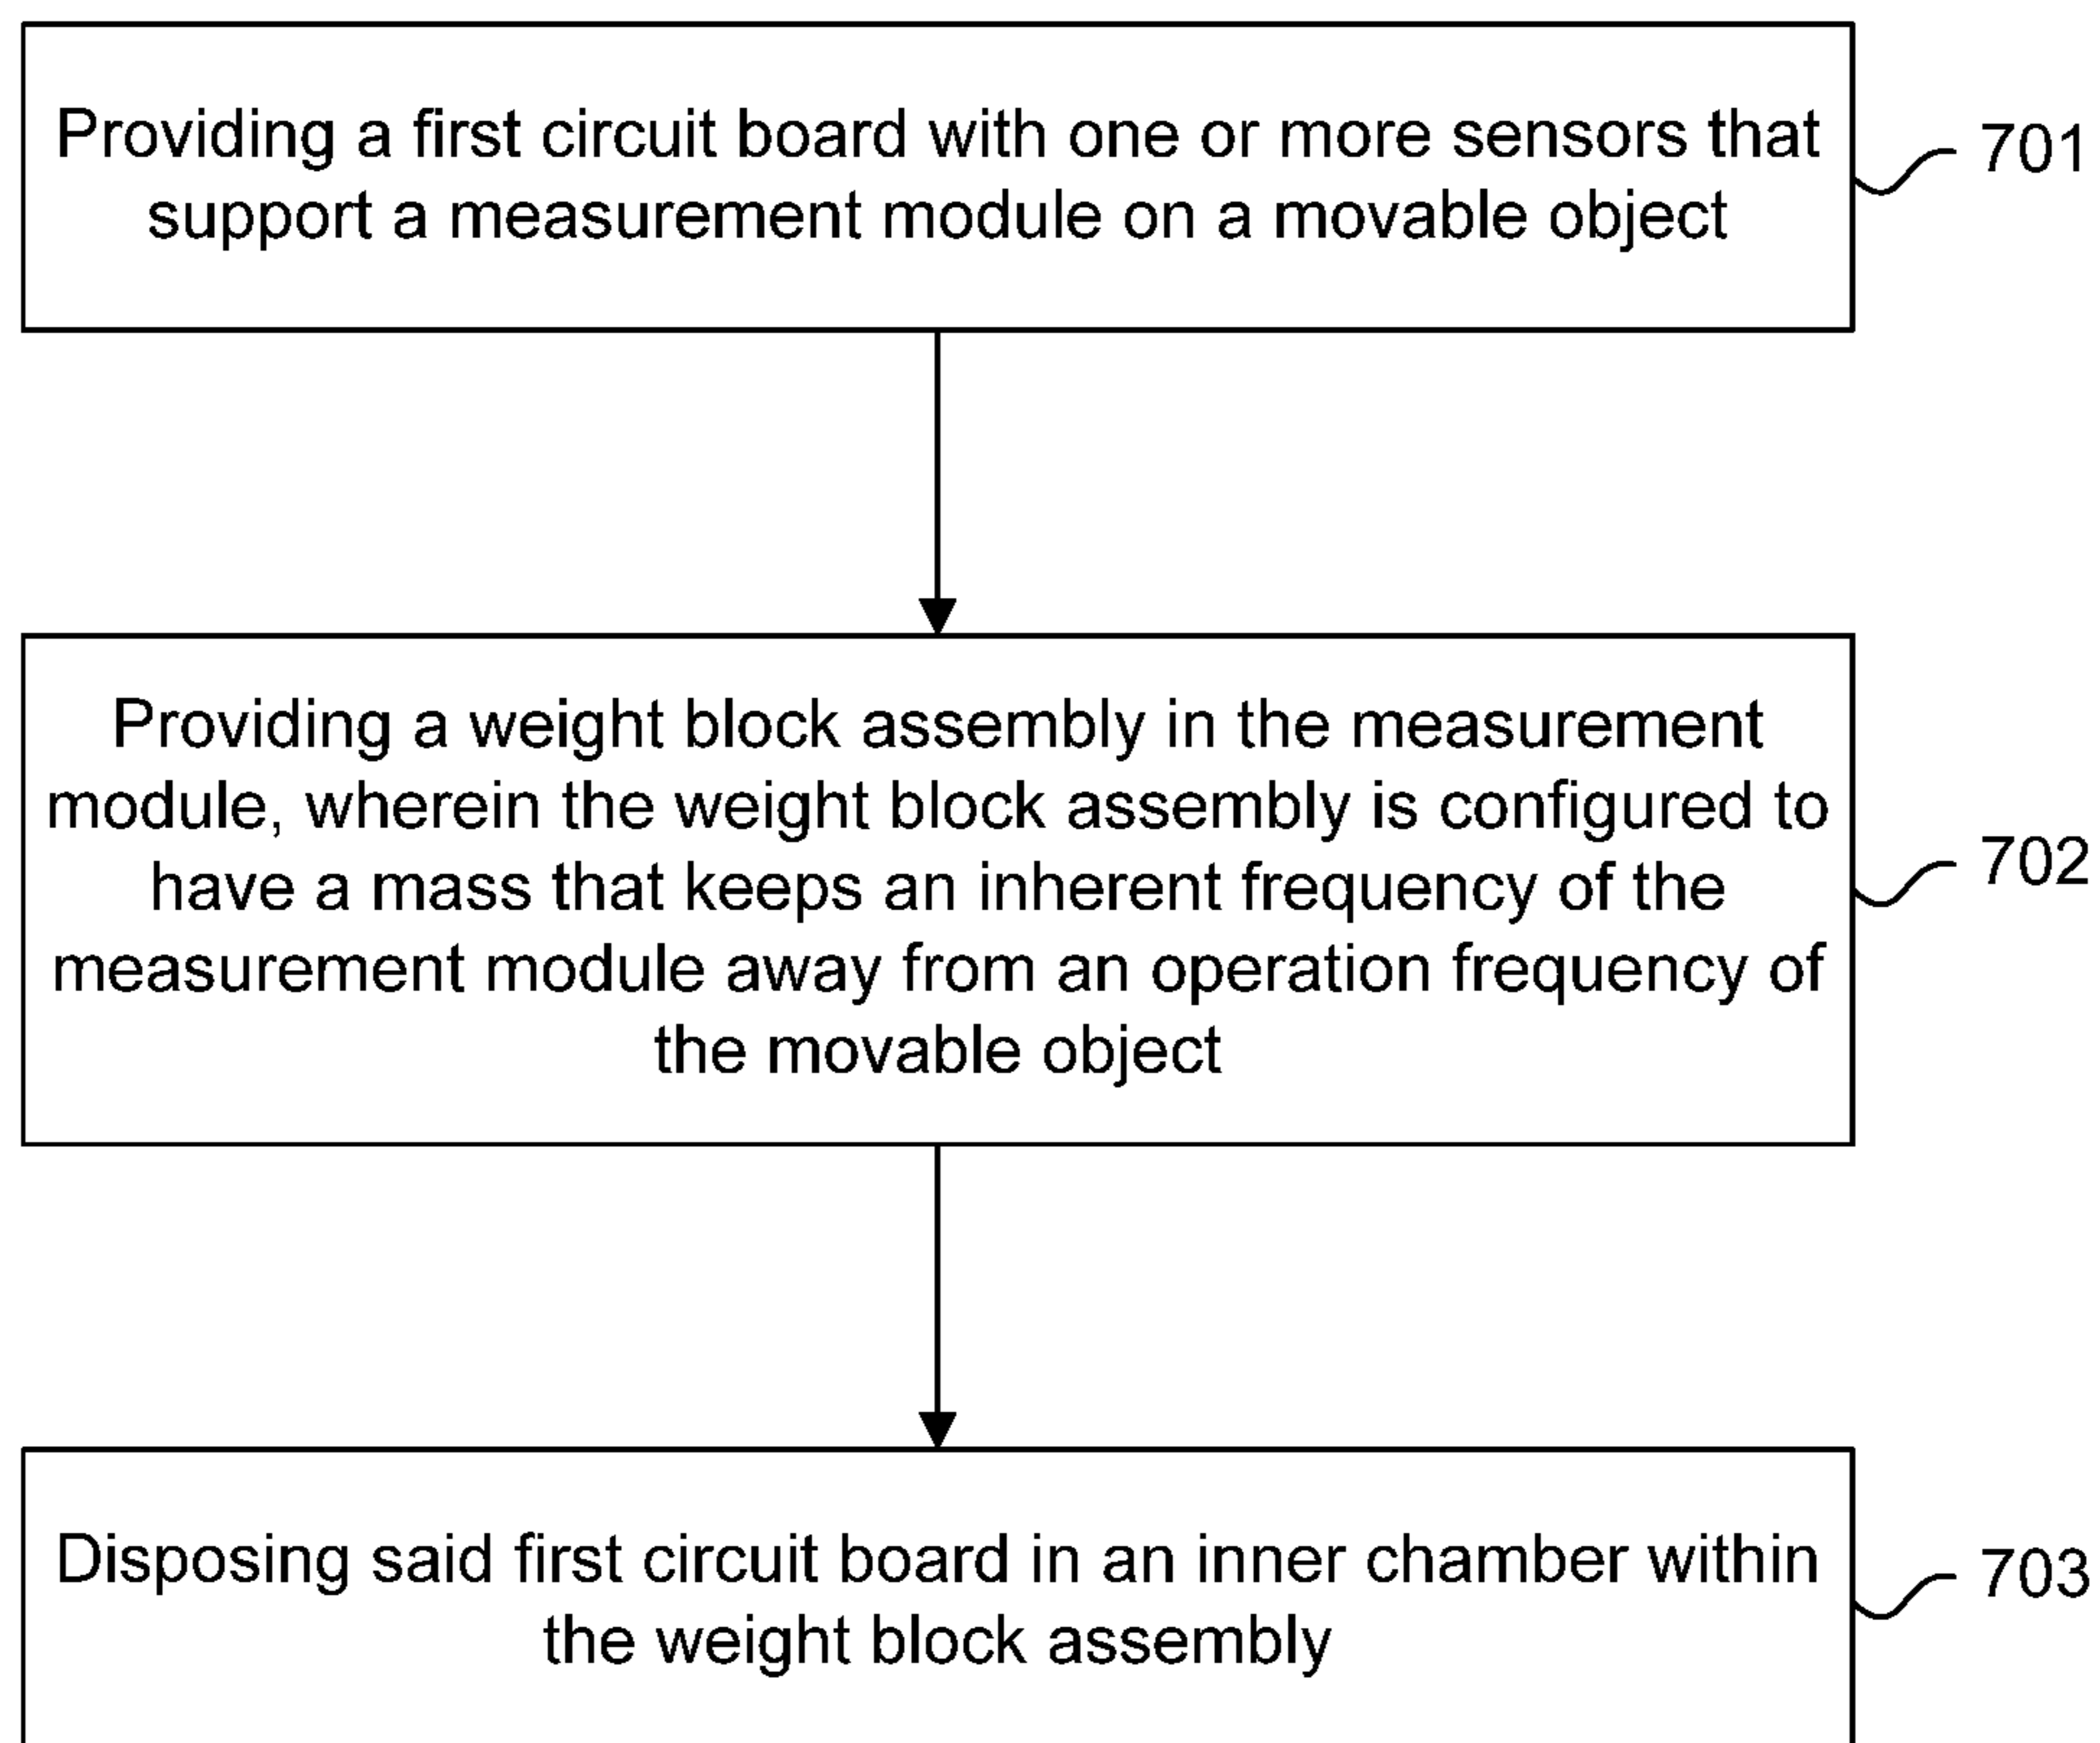 Providing a first circuit board with one or more sensors that
support a measurement module on a movable object
701
Providing a weight block assembly in the measurement
module, wherein the weight block assembly is configured to
have a mass that keeps an inherent frequency of the
measurement module away from an operation frequency of
the movable object
702
Disposing said first circuit board in an inner chamber within
the weight block assembly
703